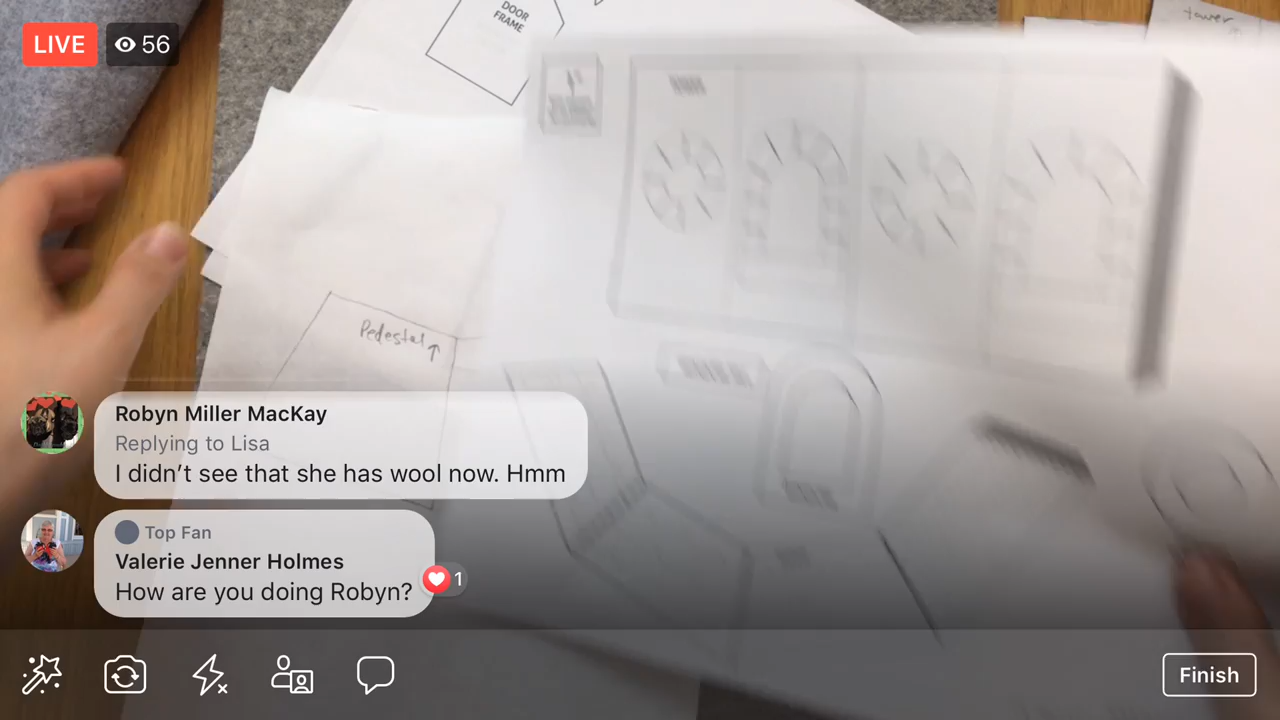 LIVE
56
DOOR
FRAME
tower
Pedestal
Robyn Miller MacKay
Replying to Lisa
I didn’t see that she has wool now. Hmm
Top Fan
Valerie Jenner Holmes
How are you doing Robyn?
1
Finish